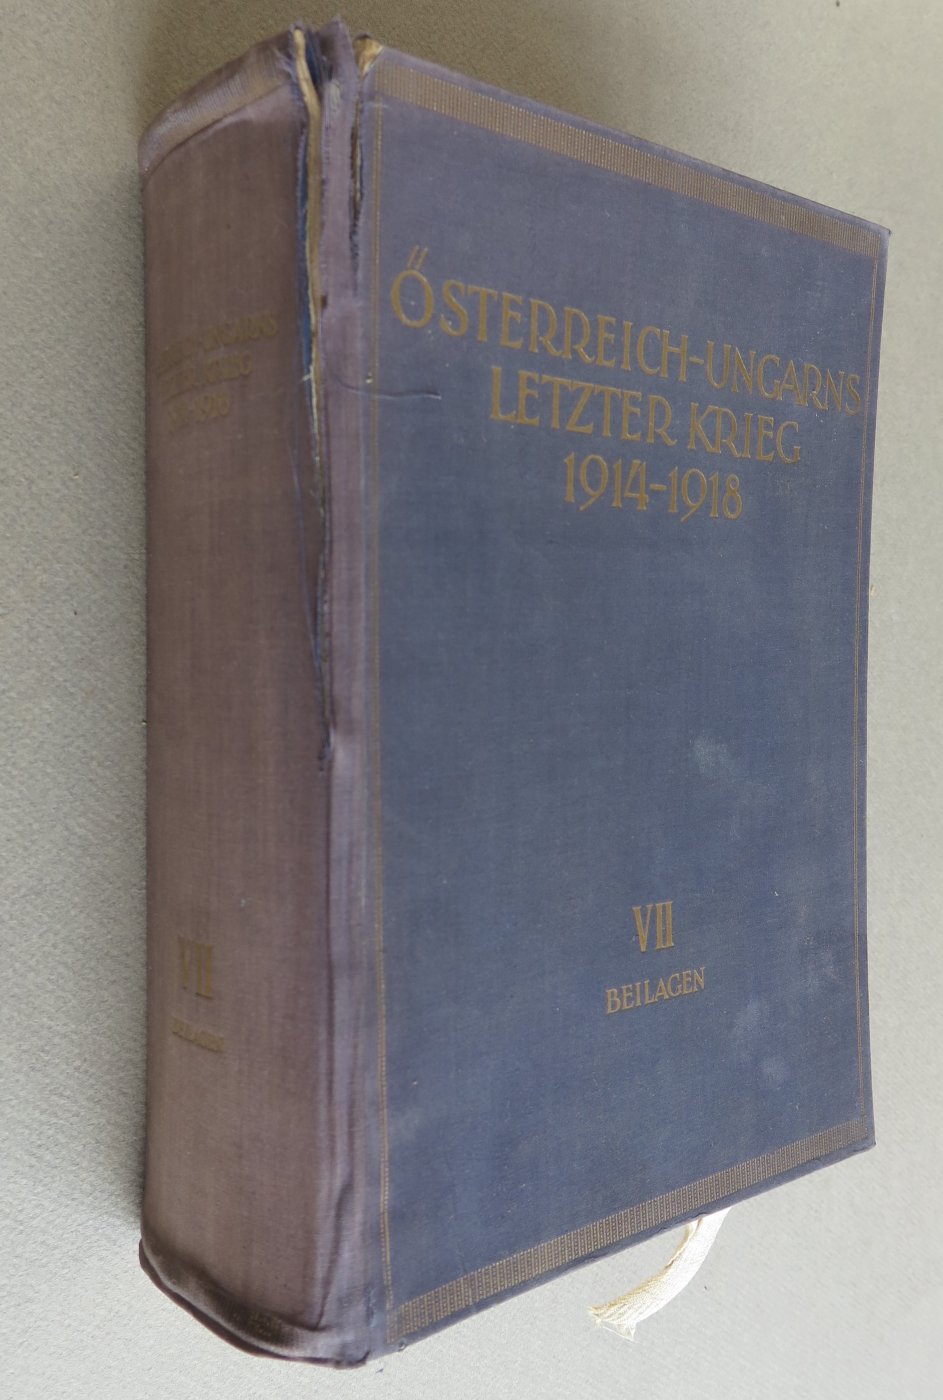 ÖSTERREICH-UNGARNS
LETZTER KRIEG
1914-1918
VII
BEILAGEN
VII
BEILAGEN